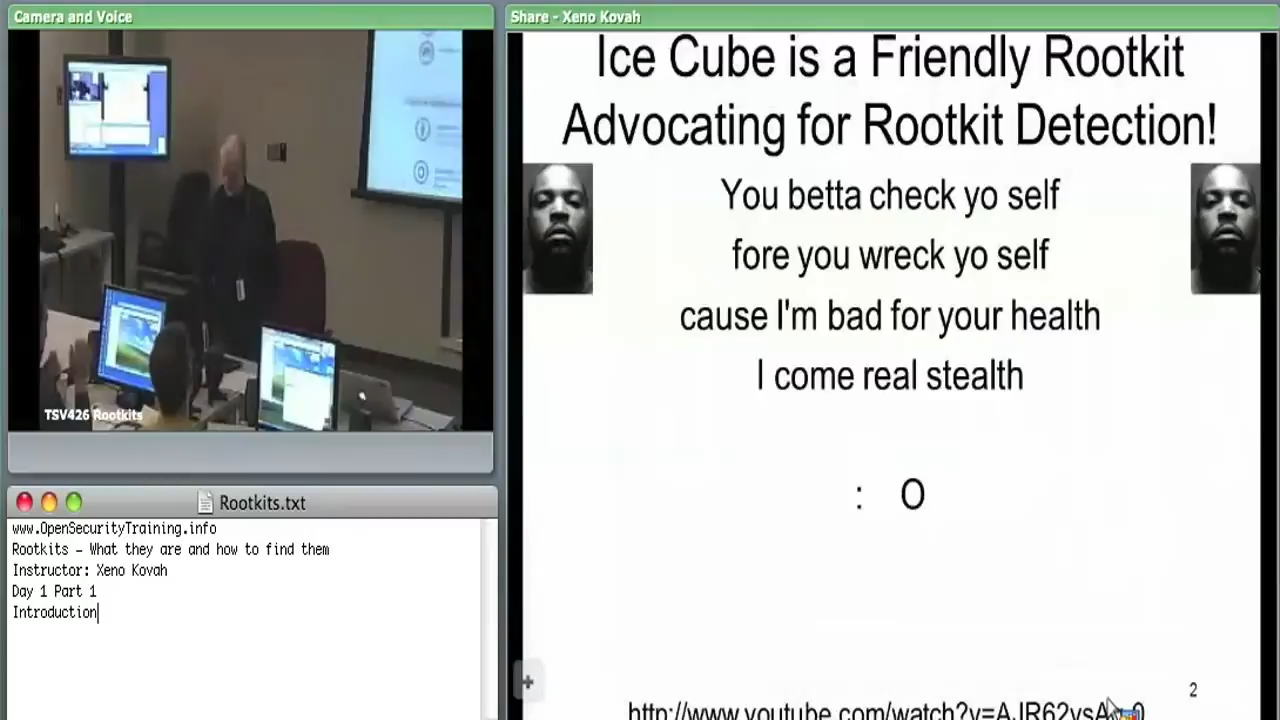 Camera and Voice
TSV426 Rootkits
Rootkits.txt
www.OpenSecurityTraining.info
Rootkits - What they are and how to find them
Instructor: Xeno Kovah
Day 1 Part 1
Introduction
Share - Xeno Kovah
Ice Cube is a Friendly Rootkit
Advocating for Rootkit Detection!
You betta check yo self
fore you wreck yo self
cause I'm bad for your health
I come real stealth
: O
2